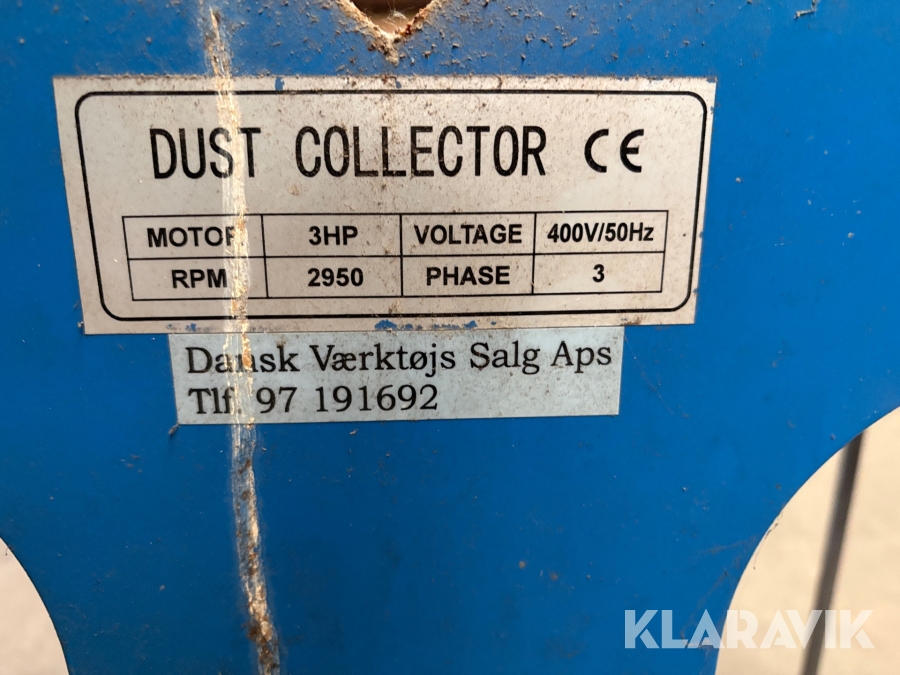 DUST COLLECTOR CE
MOTOR 3HP VOLTAGE 400V/50Hz
RPM 2950 PHASE 3
Dansk Værktøjs Salg Aps
Tlf. 97 191692
KLARAVIK